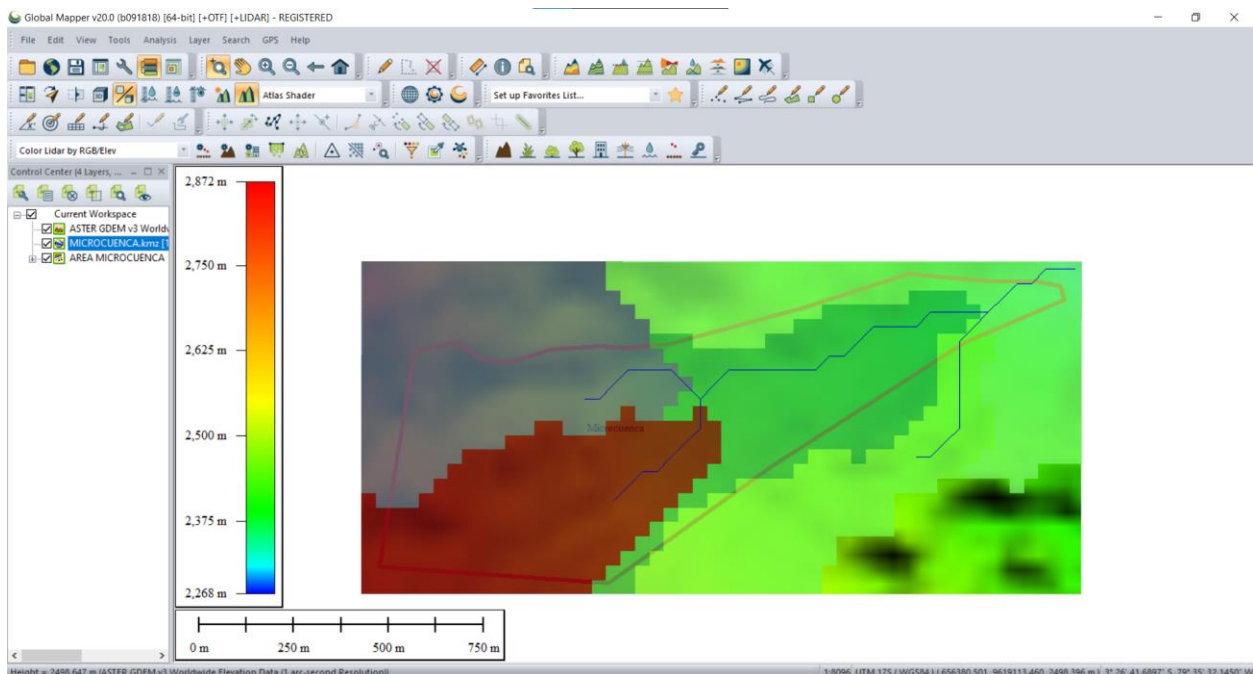 Global Mapper v20.0 (b091818) [64-bit] [+OTF] [+LIDAR] - REGISTERED
File Edit View Tools Analysis Layer Search GPS Help
Atlas Shader
Set up Favorites List...
Color Lidar by RGB/Elev
Control Center (4 Layers, ...
Current Workspace
ASTER GDEM v3 Worldw
MICROCUENCA.kmz [1
AREA MICROCUENCA
2,872 m
2,750 m
2,625 m
2,500 m
2,375 m
2,268 m
Microcuenca
0 m 250 m 500 m 750 m
Height = 2498.647 m (ASTER GDEM v3 Worldwide Elevation Data (1 arc-second Resolution))
1:8096 UTM 17S / WGS84 ) ( 656380.501, 9619113.460, 2498.396 m ) 3° 26' 41.6897" S, 79° 35' 32.1450" W